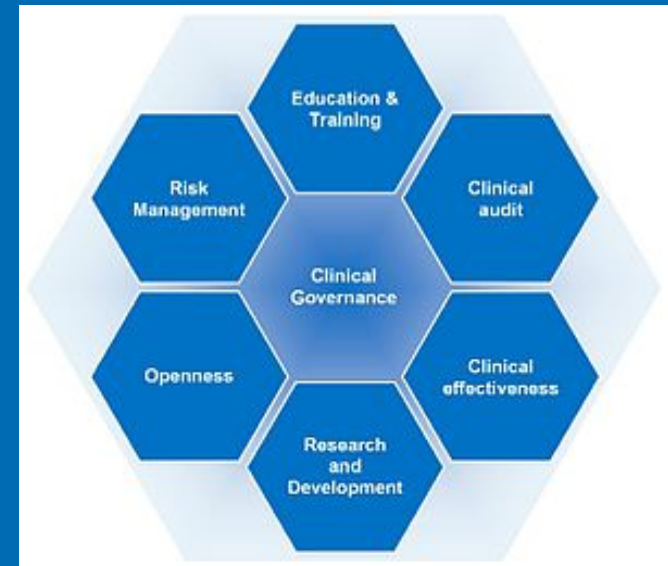 Education &
Training
Risk
Management
Clinical
audit
Clinical
Governance
Openness
Clinical
effectiveness
Research
and
Development